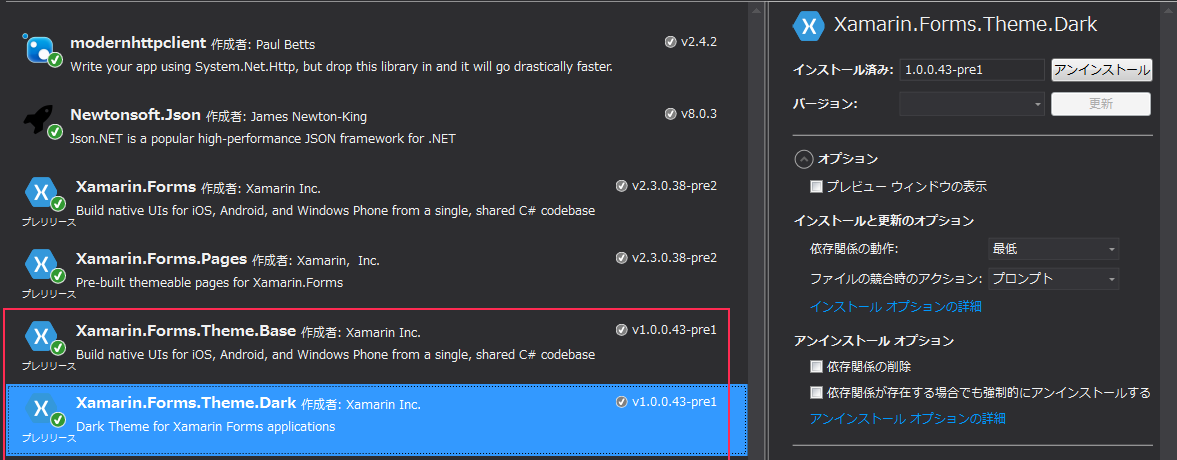 modernhttpclient 作成者: Paul Betts
v2.4.2
Write your app using System.Net.Http, but drop this library in and it will go drastically faster.
Newtonsoft.Json 作成者: James Newton-King
v8.0.3
Json.NET is a popular high-performance JSON framework for .NET
Xamarin.Forms 作成者: Xamarin Inc.
v2.3.0.38-pre2
Build native UIs for iOS, Android, and Windows Phone from a single, shared C# codebase
プレリリース
Xamarin.Forms.Pages 作成者: Xamarin, Inc.
v2.3.0.38-pre2
Pre-built themeable pages for Xamarin.Forms
プレリリース
Xamarin.Forms.Theme.Base 作成者: Xamarin Inc.
v1.0.0.43-pre1
Build native UIs for iOS, Android, and Windows Phone from a single, shared C# codebase
プレリリース
Xamarin.Forms.Theme.Dark 作成者: Xamarin Inc.
v1.0.0.43-pre1
Dark Theme for Xamarin Forms applications
プレリリース
Xamarin.Forms.Theme.Dark
インストール済み: 1.0.0.43-pre1 アンインストール
バージョン: 更新
オプション
プレビュー ウィンドウの表示
インストールと更新のオプション
依存関係の動作: 最低
ファイルの競合時のアクション: プロンプト
インストール オプションの詳細
アンインストール オプション
依存関係の削除
依存関係が存在する場合でも強制的にアンインストールする
アンインストール オプションの詳細